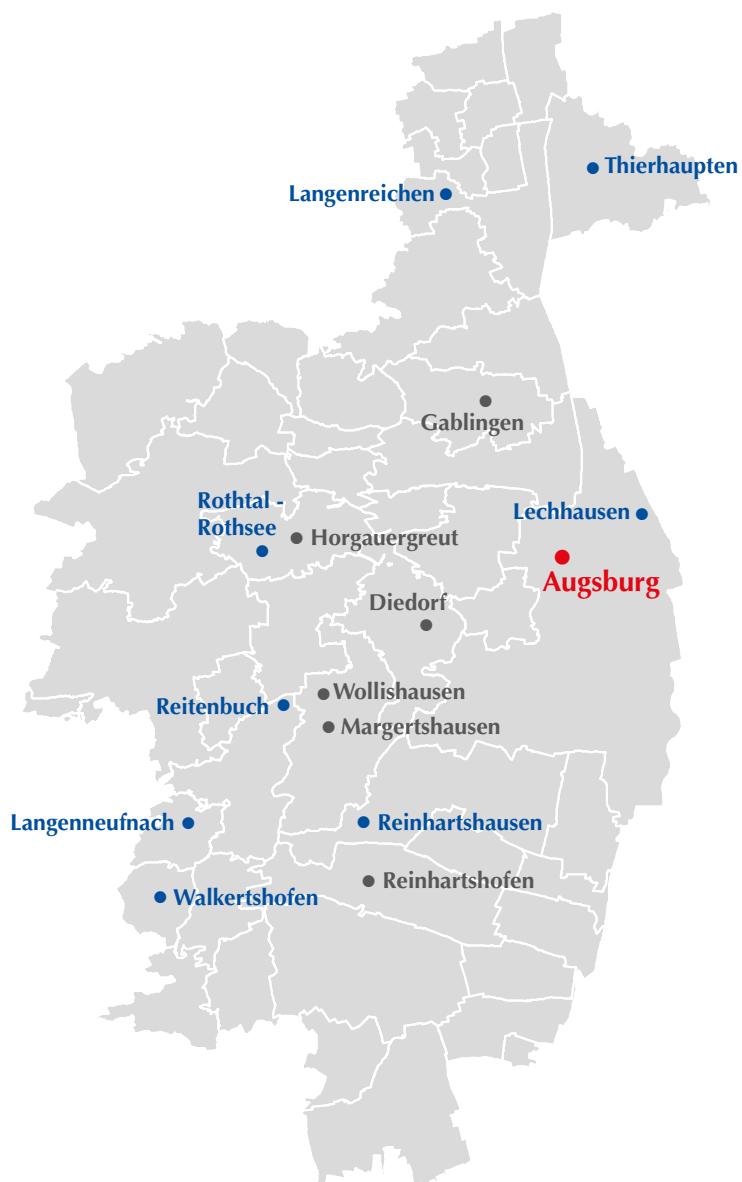 Thierhaupten
Langenreichen
Gablingen
Rothtal -
Rothsee
Lechhausen
Horgauergreut
Augsburg
Diedorf
Wollishausen
Reitenbuch
Margertshausen
Langenneufnach
Reinhartshausen
Reinhartshofen
Walkertshofen